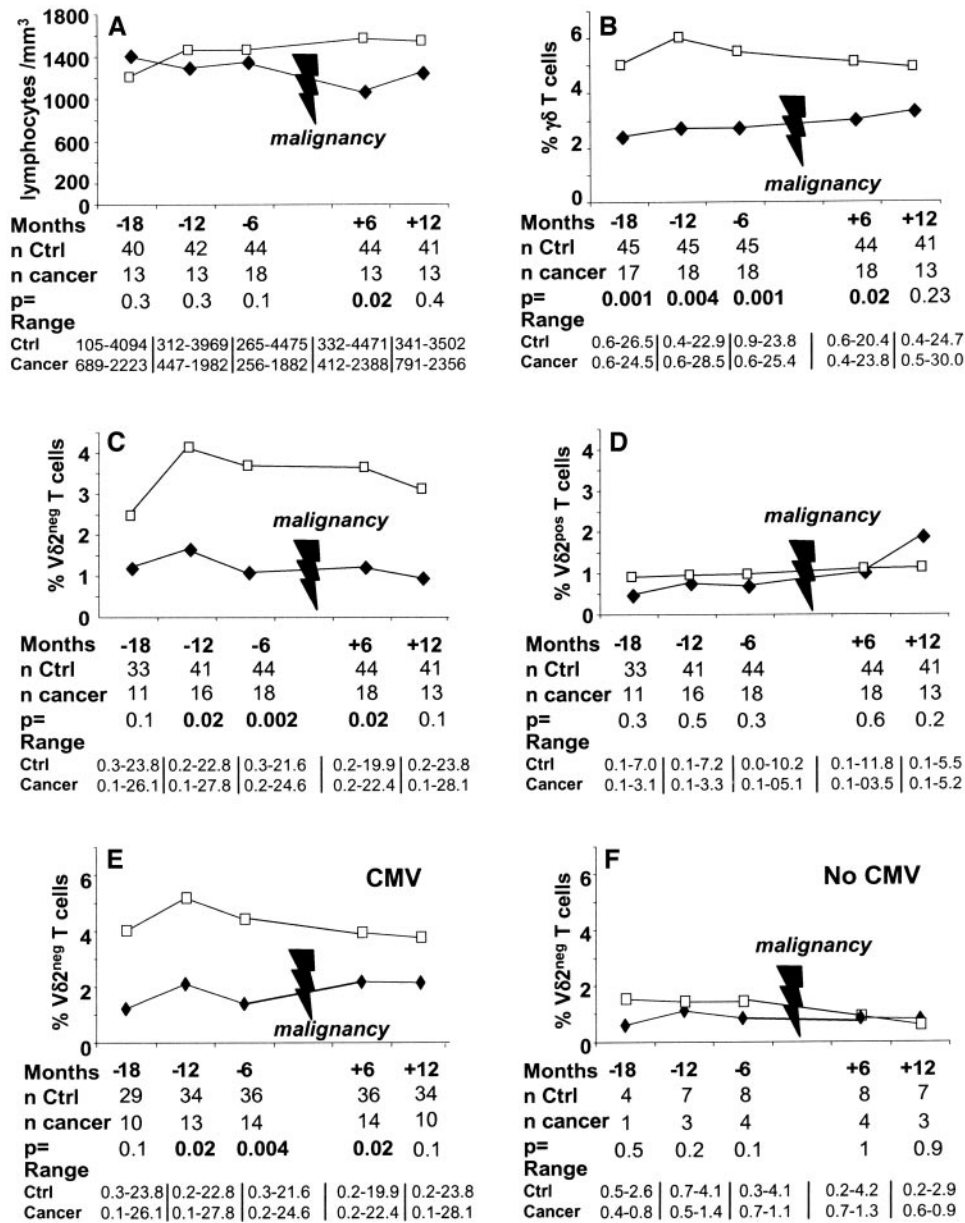 A
lymphocytes /mm³
1800
1400
1000
600
200
0
malignancy
Months -18 -12 -6 +6 +12
n Ctrl 40 42 44 44 41
n cancer 13 13 18 13 13
p= 0.3 0.3 0.1 0.02 0.4
Range
Ctrl 105-4094 312-3969 265-4475 332-4471 341-3502
Cancer 689-2223 447-1982 256-1882 412-2388 791-2356
B
% γδ T cells
6
4
2
0
malignancy
Months -18 -12 -6 +6 +12
n Ctrl 45 45 45 44 41
n cancer 17 18 18 18 13
p= 0.001 0.004 0.001 0.02 0.23
Range
Ctrl 0.6-26.5 0.4-22.9 0.9-23.8 0.6-20.4 0.4-24.7
Cancer 0.6-24.5 0.6-28.5 0.6-25.4 0.4-23.8 0.5-30.0
C
% Vδ2neg T cells
4
3
2
1
0
malignancy
Months -18 -12 -6 +6 +12
n Ctrl 33 41 44 44 41
n cancer 11 16 18 18 13
p= 0.1 0.02 0.002 0.02 0.1
Range
Ctrl 0.3-23.8 0.2-22.8 0.3-21.6 0.2-19.9 0.2-23.8
Cancer 0.1-26.1 0.1-27.8 0.2-24.6 0.2-22.4 0.1-28.1
D
% Vδ2pos T cells
4
3
2
1
0
malignancy
Months -18 -12 -6 +6 +12
n Ctrl 33 41 44 44 41
n cancer 11 16 18 18 13
p= 0.3 0.5 0.3 0.6 0.2
Range
Ctrl 0.1-7.0 0.1-7.2 0.0-10.2 0.1-11.8 0.1-5.5
Cancer 0.1-3.1 0.1-3.3 0.1-05.1 0.1-03.5 0.1-5.2
E
CMV
% Vδ2neg T cells
6
4
2
0
malignancy
Months -18 -12 -6 +6 +12
n Ctrl 29 34 36 36 34
n cancer 10 13 14 14 10
p= 0.1 0.02 0.004 0.02 0.1
Range
Ctrl 0.3-23.8 0.2-22.8 0.3-21.6 0.2-19.9 0.2-23.8
Cancer 0.1-26.1 0.1-27.8 0.2-24.6 0.2-22.4 0.1-28.1
F
No CMV
% Vδ2neg T cells
6
4
2
0
malignancy
Months -18 -12 -6 +6 +12
n Ctrl 4 7 8 8 7
n cancer 1 3 4 4 3
p= 0.5 0.2 0.1 1 0.9
Range
Ctrl 0.5-2.6 0.7-4.1 0.3-4.1 0.2-4.2 0.2-2.9
Cancer 0.4-0.8 0.5-1.4 0.7-1.1 0.7-1.3 0.6-0.9